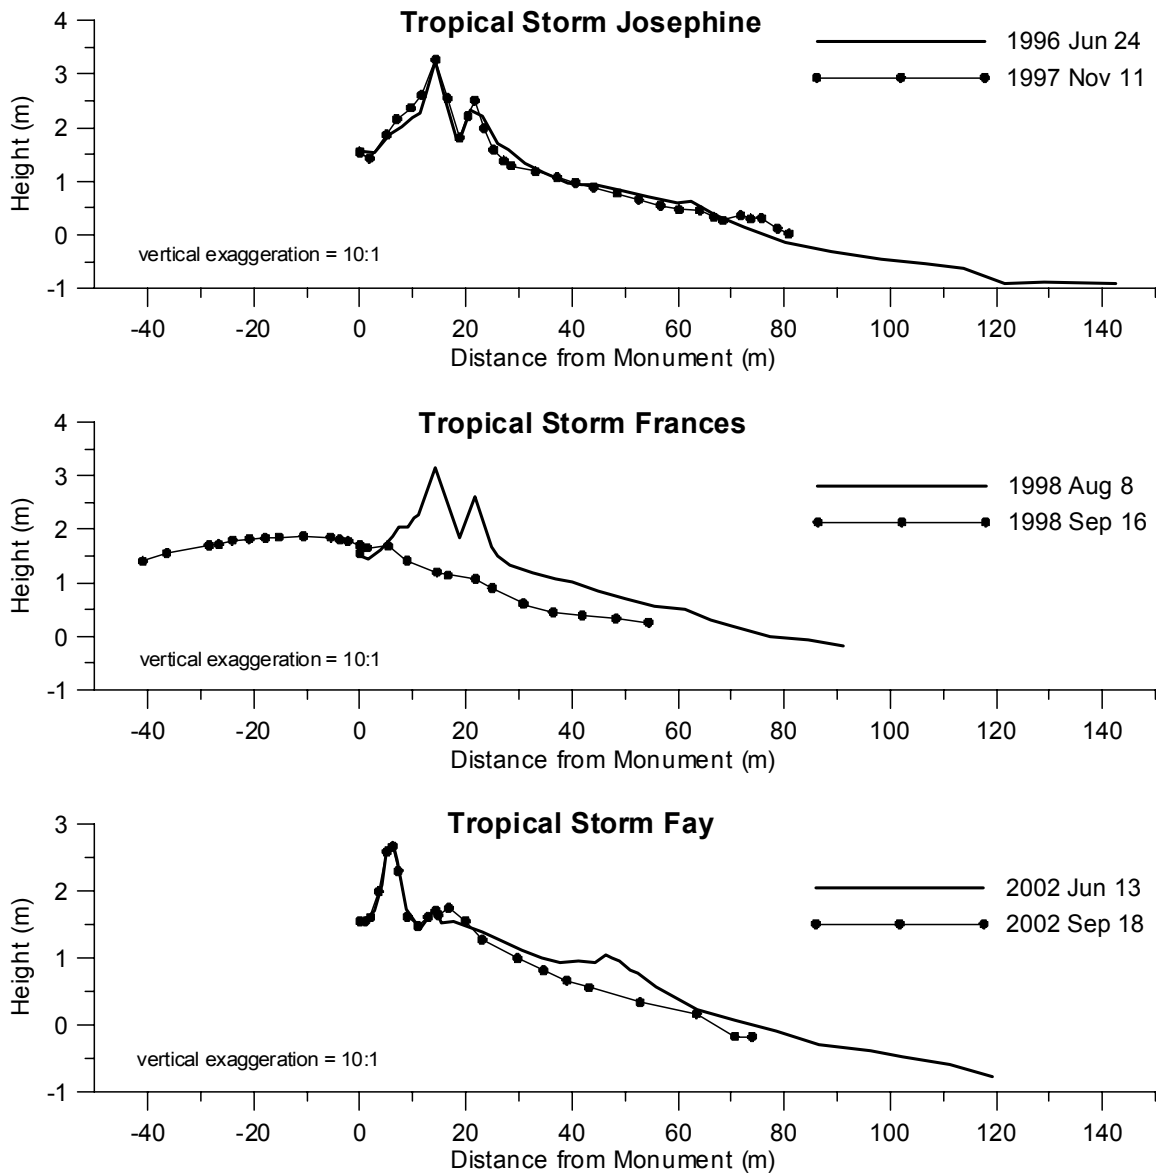 Tropical Storm Josephine
4
3
2
1
0
-1
Height (m)
1996 Jun 24
1997 Nov 11
vertical exaggeration = 10:1
-40 -20 0 20 40 60 80 100 120 140
Distance from Monument (m)
Tropical Storm Frances
4
3
2
1
0
-1
Height (m)
1998 Aug 8
1998 Sep 16
vertical exaggeration = 10:1
-40 -20 0 20 40 60 80 100 120 140
Distance from Monument (m)
Tropical Storm Fay
3
2
1
0
-1
Height (m)
2002 Jun 13
2002 Sep 18
vertical exaggeration = 10:1
-40 -20 0 20 40 60 80 100 120 140
Distance from Monument (m)